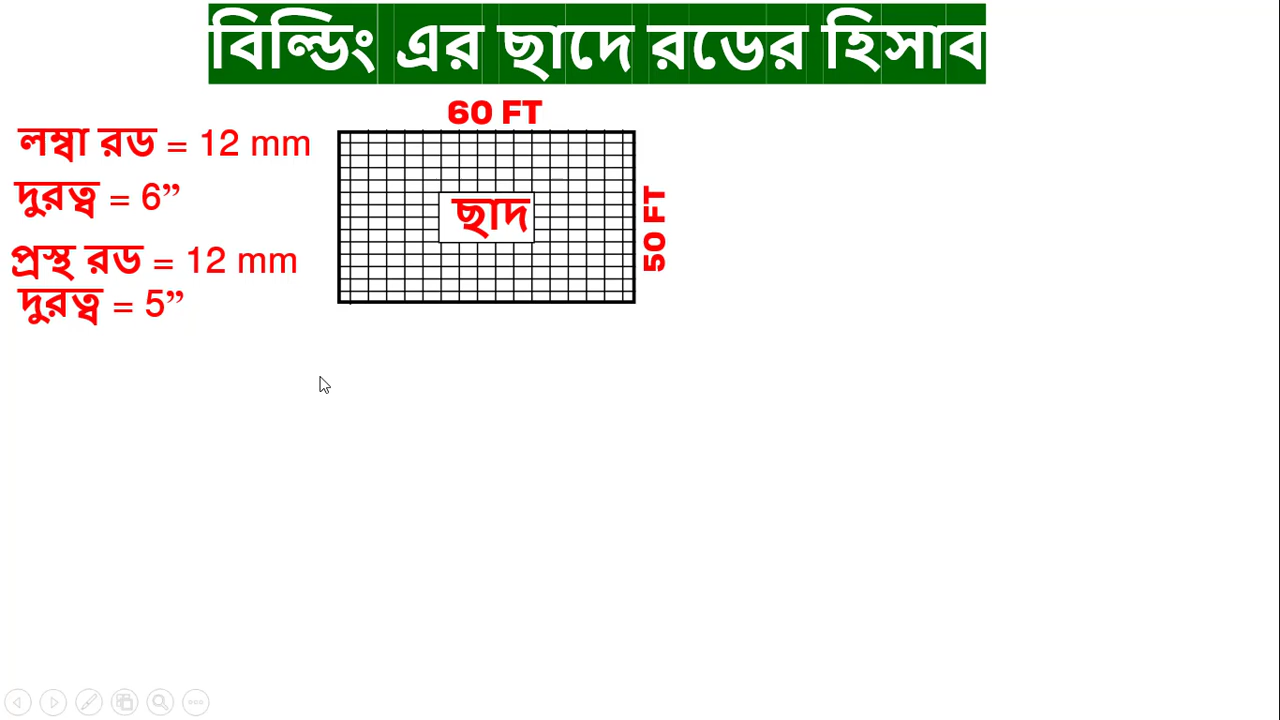 বিল্ডিং এর ছাদে রডের হিসাব
60 FT
লম্বা রড = 12 mm
দুরত্ব = 6”
ছাদ
50 FT
প্রস্থ রড = 12 mm
দুরত্ব = 5”